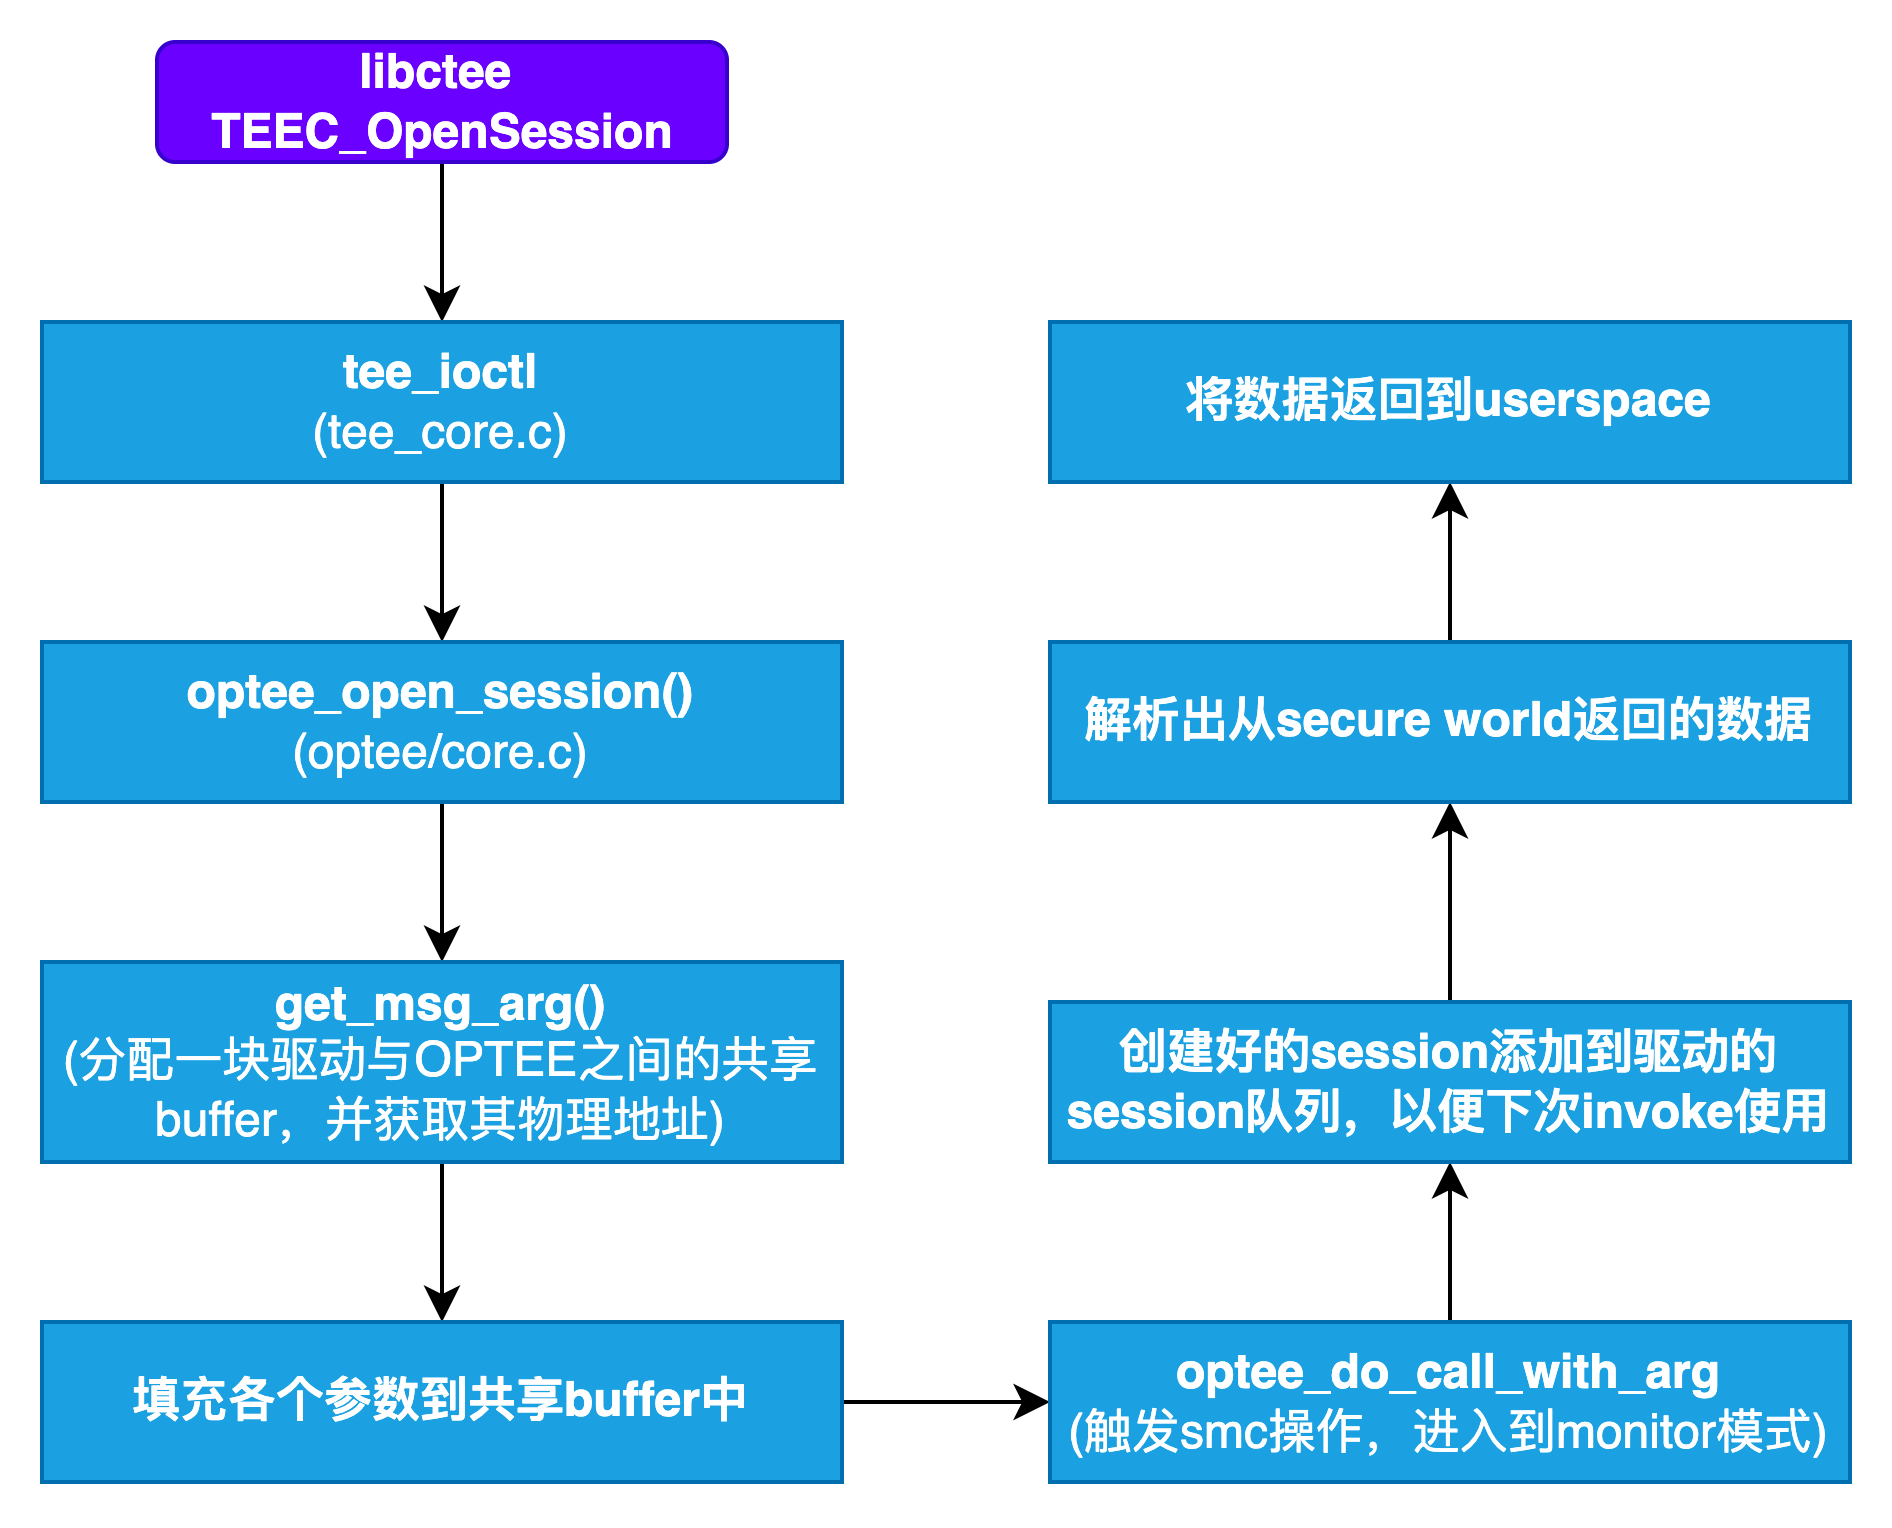 libctee
TEEC_OpenSession
tee_ioctl
(tee_core.c)
optee_open_session()
(optee/core.c)
get_msg_arg()
(分配一块驱动与OPTEE之间的共享
buffer，并获取其物理地址)
填充各个参数到共享buffer中
optee_do_call_with_arg
(触发smc操作，进入到monitor模式)
创建好的session添加到驱动的
session队列，以便下次invoke使用
解析出从secure world返回的数据
将数据返回到userspace